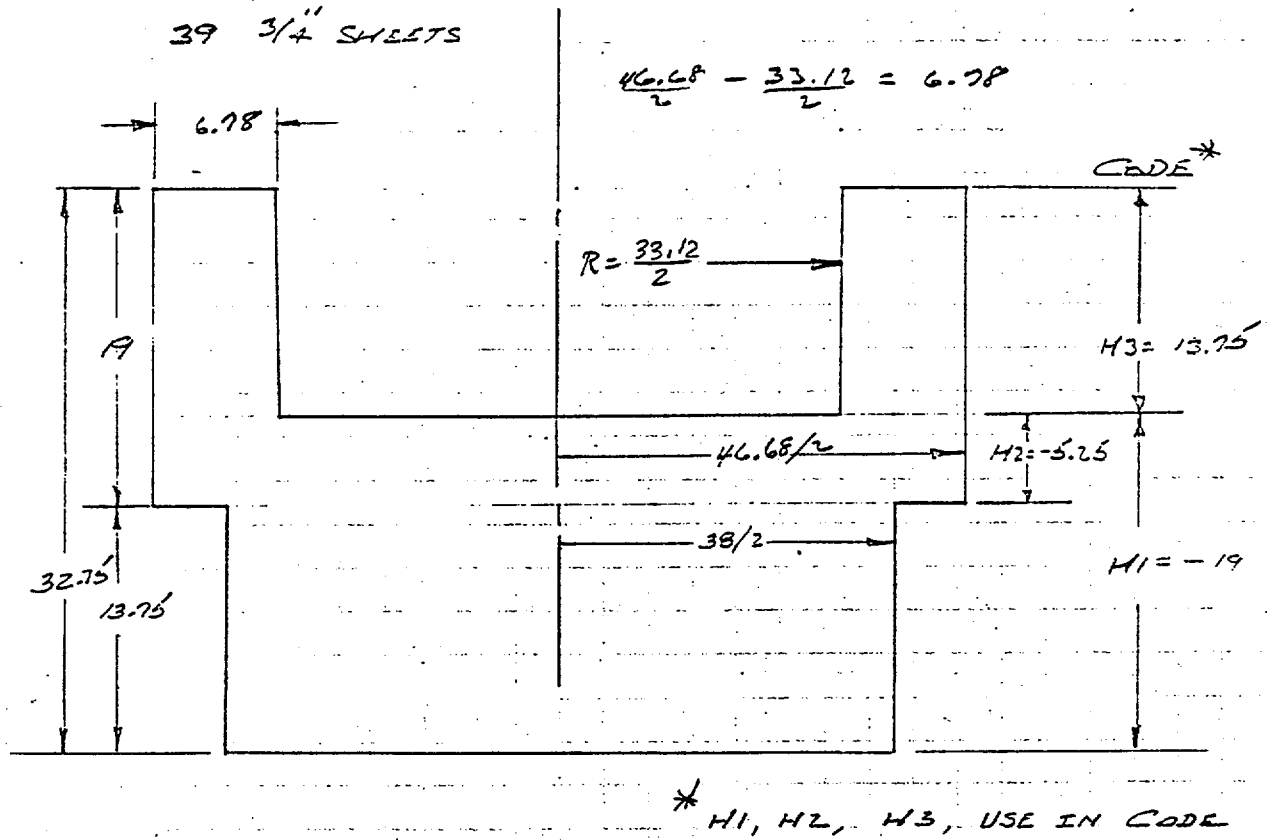 39 3/4" SHEETS
46.68/2 - 33.12/2 = 6.78
6.78
CODE*
R = 33.12/2
19
H3 = 13.75
46.68/2
H2 = -5.25
38/2
32.75
13.75
H1 = -19
* H1, H2, H3, USE IN CODE